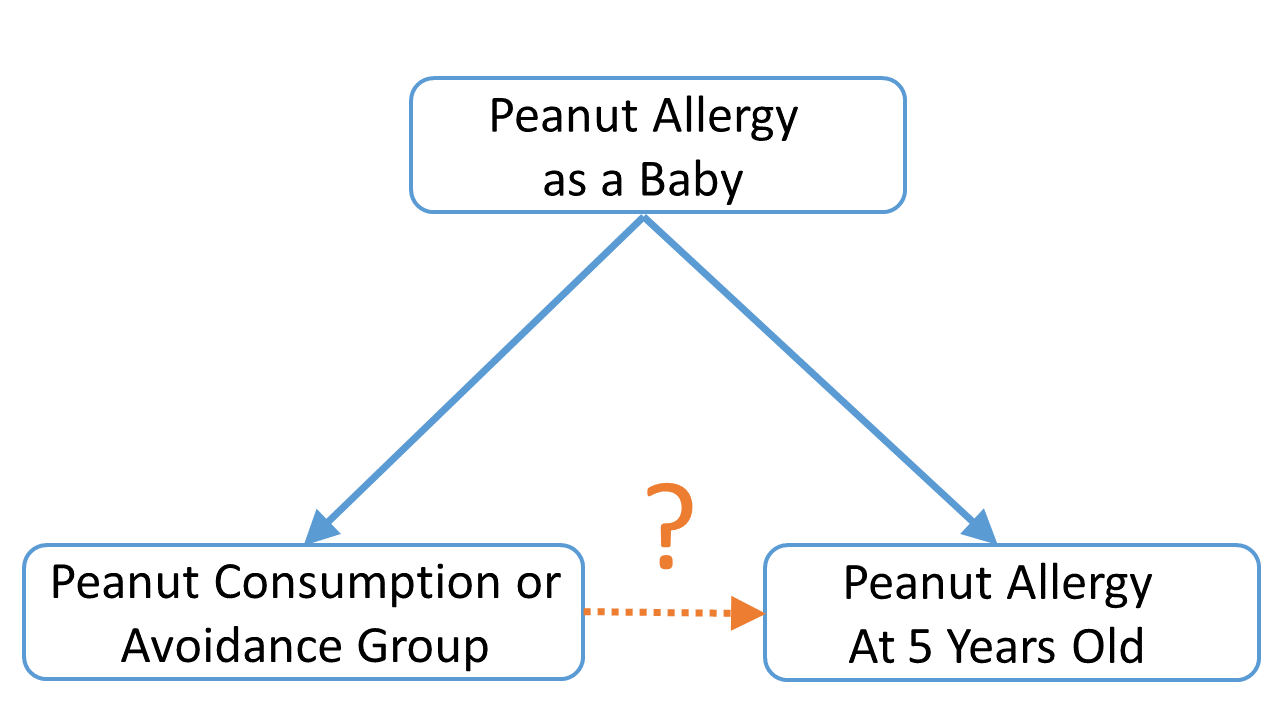 Peanut Allergy
as a Baby
?
Peanut Consumption or
Avoidance Group
Peanut Allergy
At 5 Years Old